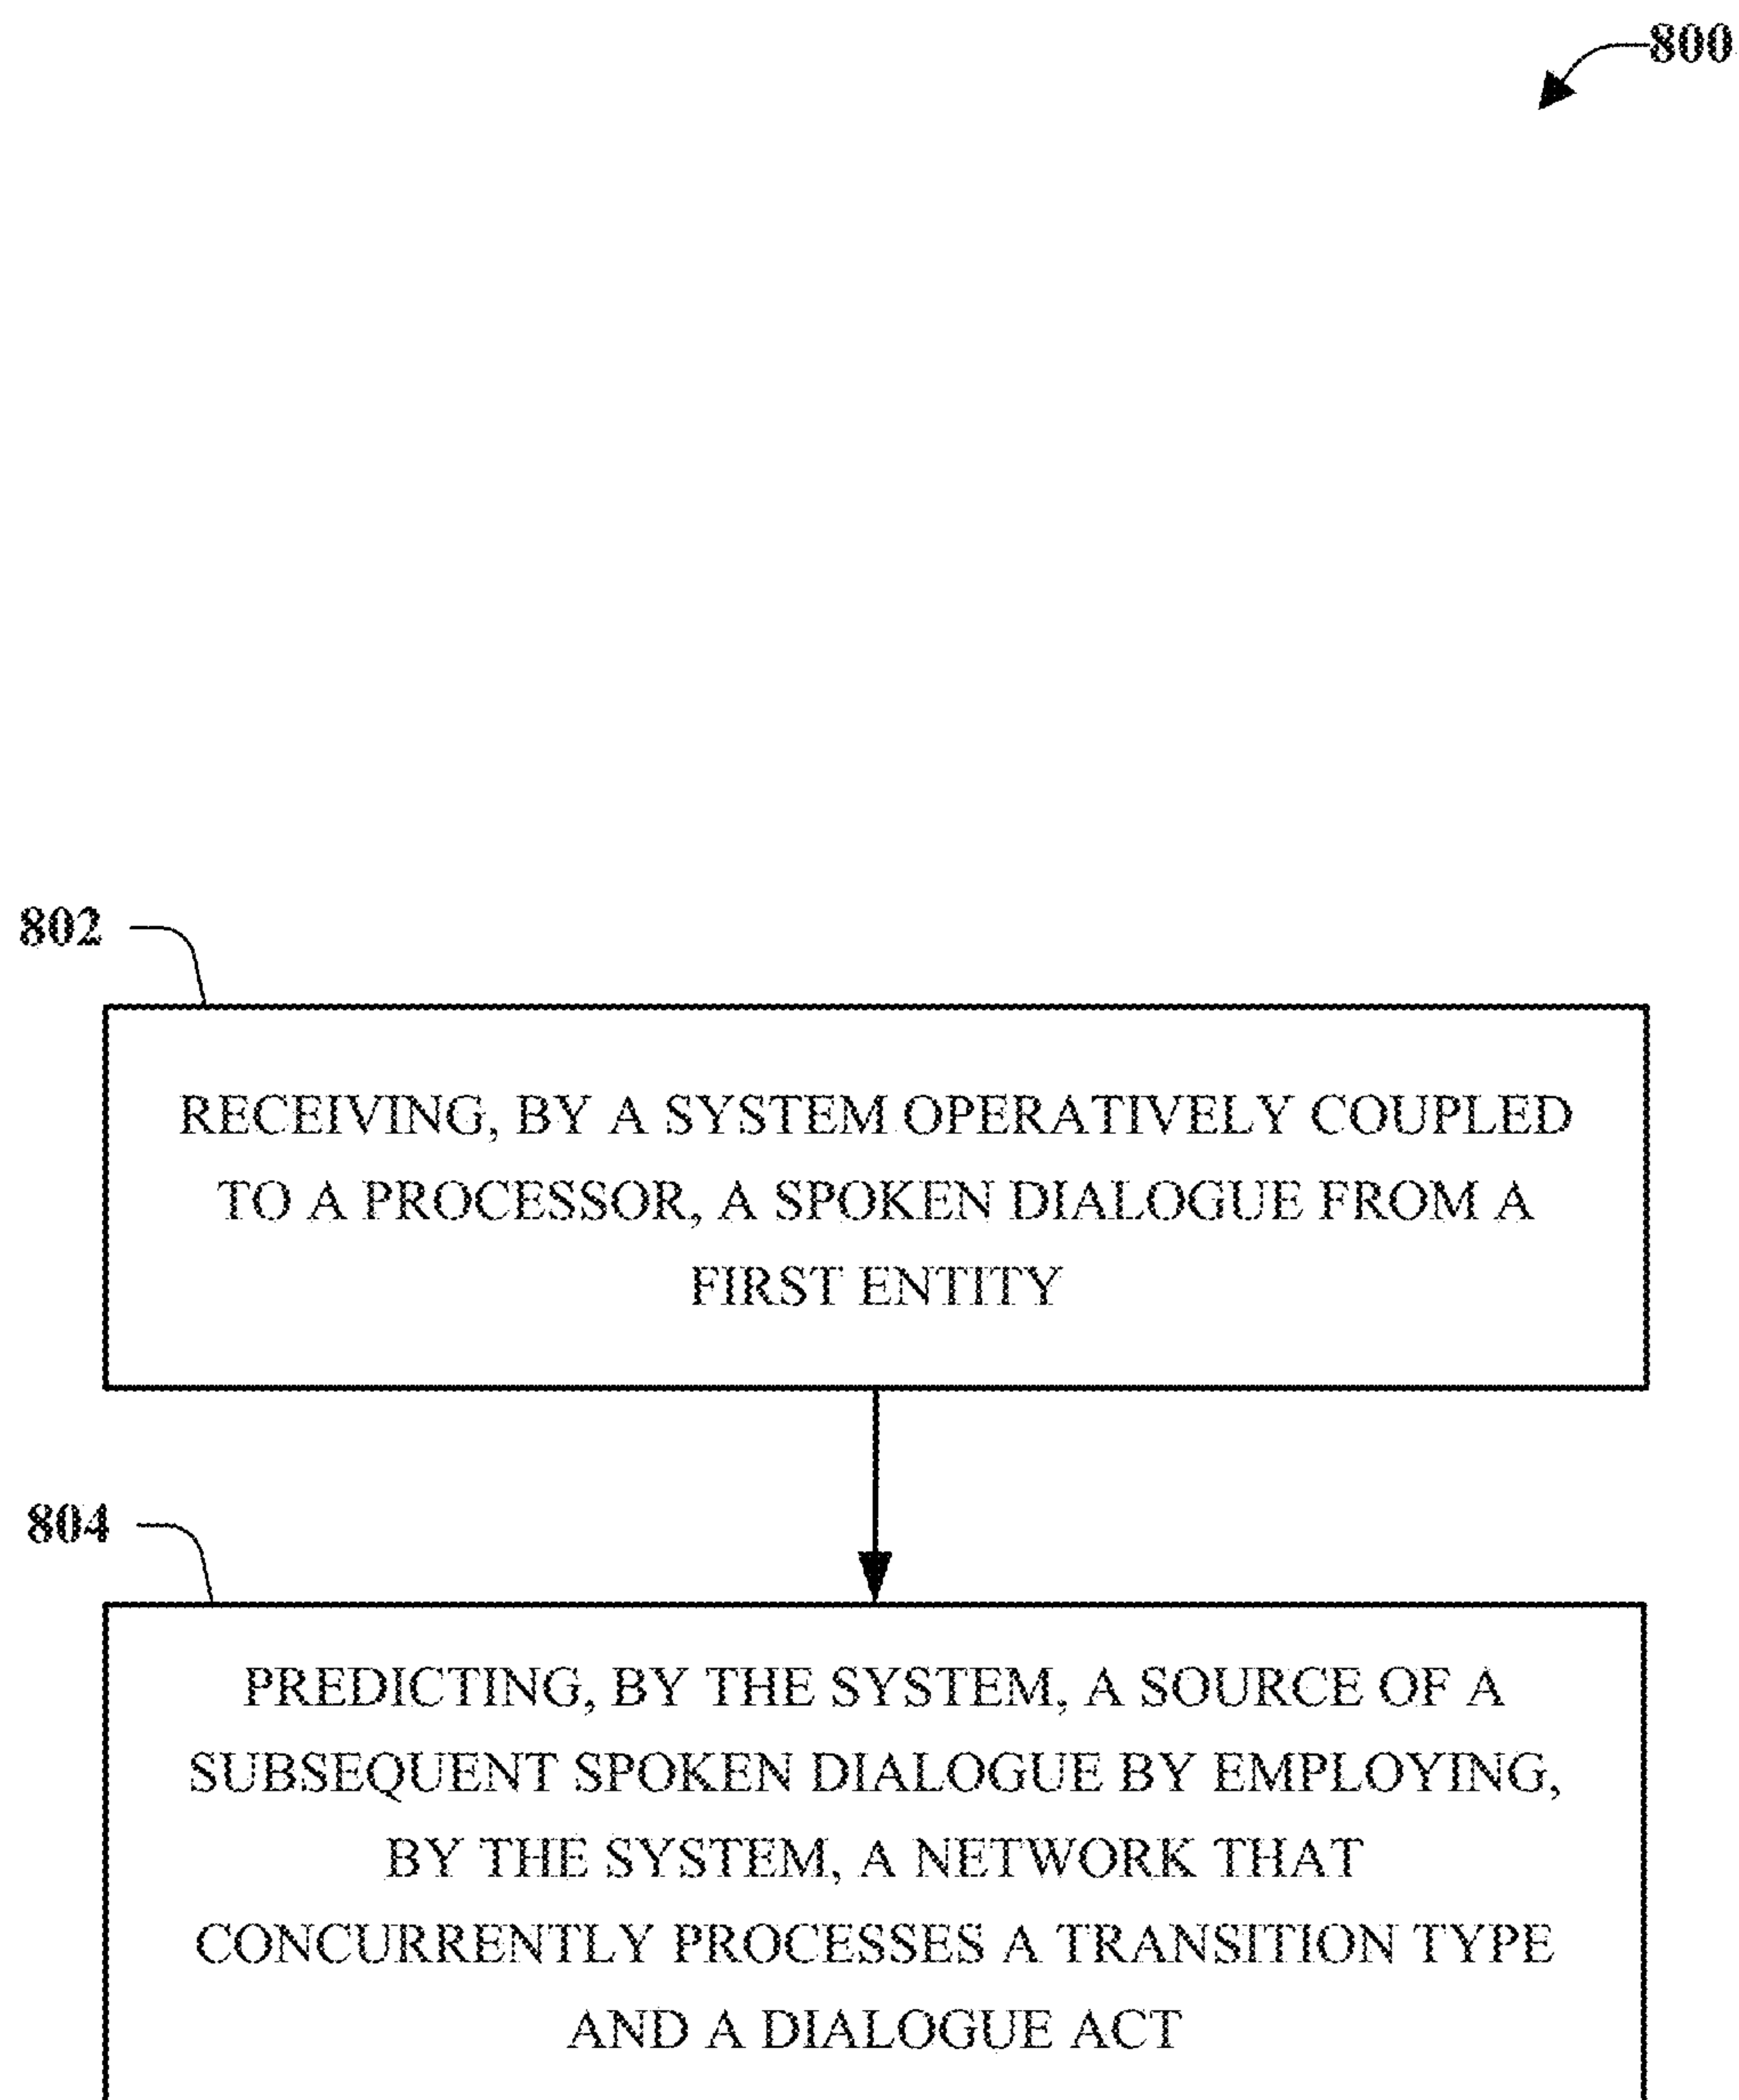 800
802
RECEIVING, BY A SYSTEM OPERATIVELY COUPLED
TO A PROCESSOR, A SPOKEN DIALOGUE FROM A
FIRST ENTITY
804
PREDICTING, BY THE SYSTEM, A SOURCE OF A
SUBSEQUENT SPOKEN DIALOGUE BY EMPLOYING,
BY THE SYSTEM, A NETWORK THAT
CONCURRENTLY PROCESSES A TRANSITION TYPE
AND A DIALOGUE ACT